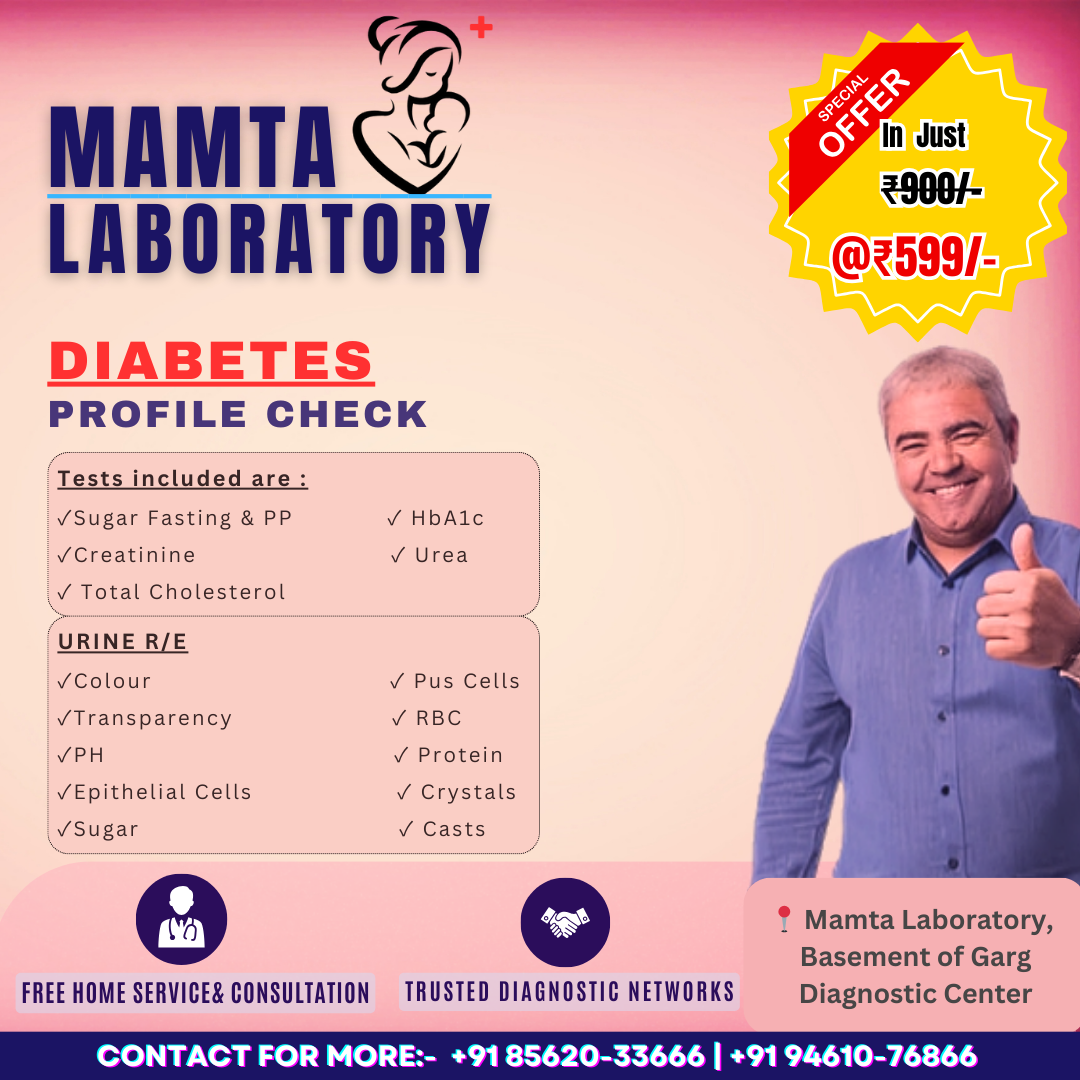 MAMTA
LABORATORY
SPECIAL
OFFER
In Just
₹900/-
@₹599/-
DIABETES
PROFILE CHECK
Tests included are :
✓Sugar Fasting & PP ✓ HbA1c
✓Creatinine ✓ Urea
✓ Total Cholesterol
URINE R/E
✓Colour ✓ Pus Cells
✓Transparency ✓ RBC
✓PH ✓ Protein
✓Epithelial Cells ✓ Crystals
✓Sugar ✓ Casts
FREE HOME SERVICE& CONSULTATION
TRUSTED DIAGNOSTIC NETWORKS
📍 Mamta Laboratory,
Basement of Garg
Diagnostic Center
CONTACT FOR MORE:- +91 85620-33666 | +91 94610-76866